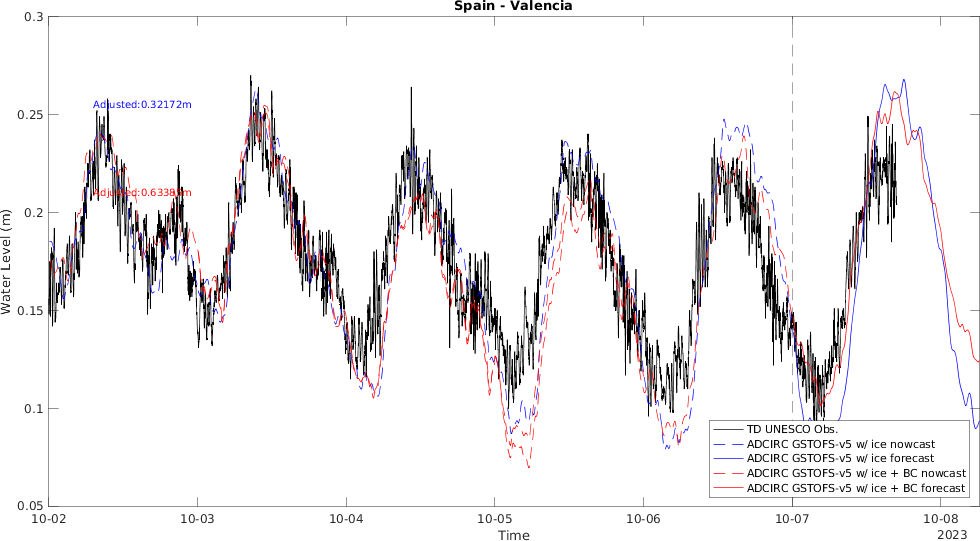 Spain - Valencia
0.3
0.25
0.2
0.15
0.1
0.05
Water Level (m)
Adjusted:0.32172m
TD UNESCO Obs.
ADCIRC GSTOFS-v5 w/ ice nowcast
ADCIRC GSTOFS-v5 w/ ice forecast
ADCIRC GSTOFS-v5 w/ ice + BC nowcast
ADCIRC GSTOFS-v5 w/ ice + BC forecast
10-02 10-03 10-04 10-05 10-06 10-07 10-08
Time
2023